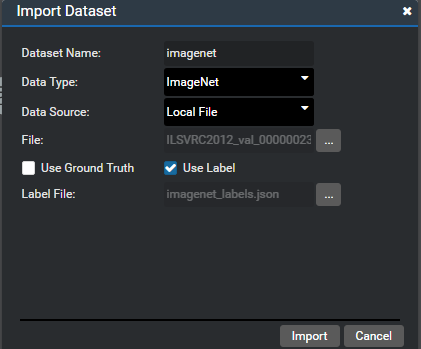 Import Dataset
Dataset Name: imagenet
Data Type: ImageNet
Data Source: Local File
File: ILSVRC2012_val_00000023 ...
Use Ground Truth Use Label
Label File: imagenet_labels.json ...
Import Cancel